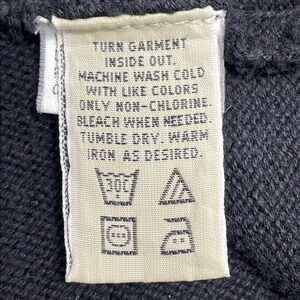 TURN GARMENT
INSIDE OUT.
MACHINE WASH COLD
WITH LIKE COLORS
ONLY NON-CHLORINE.
BLEACH WHEN NEEDED.
TUMBLE DRY. WARM
IRON AS DESIRED.
30C